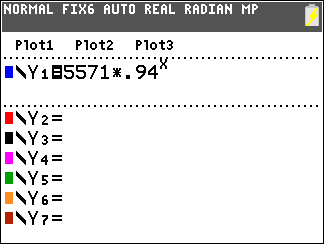 NORMAL FIX6 AUTO REAL RADIAN MP
Plot1 Plot2 Plot3
\Y₁=5571*.94^X
\Y₂=
\Y₃=
\Y₄=
\Y₅=
\Y₆=
\Y₇=